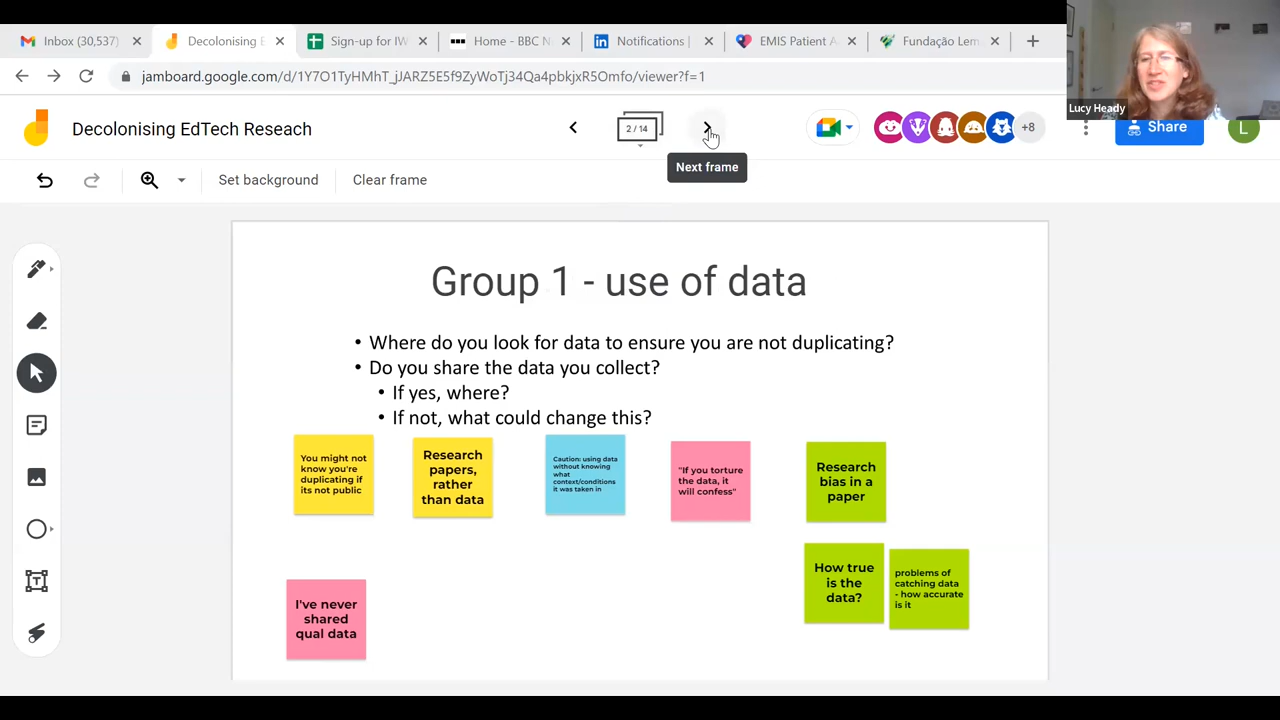 Inbox (30,537)
Decolonising E
Sign-up for IW
Home - BBC N
Notifications |
EMIS Patient A
Fundação Lem
jamboard.google.com/d/1Y7O1TyHMhT_jJARZ5E5f9ZyWoTj34Qa4pbkjxR5Omfo/viewer?f=1
Lucy Heady
Decolonising EdTech Reseach
2 / 14
+8
Share
L
Next frame
Set background
Clear frame
Group 1 - use of data
• Where do you look for data to ensure you are not duplicating?
• Do you share the data you collect?
• If yes, where?
• If not, what could change this?
You might not
know you're
duplicating if
its not public
Research
papers,
rather
than data
Caution: using data
without knowing
what
context/conditions
it was taken in
"If you torture
the data, it
will confess"
Research
bias in a
paper
How true
is the
data?
problems of
catching data
- how accurate
is it
I've never
shared
qual data